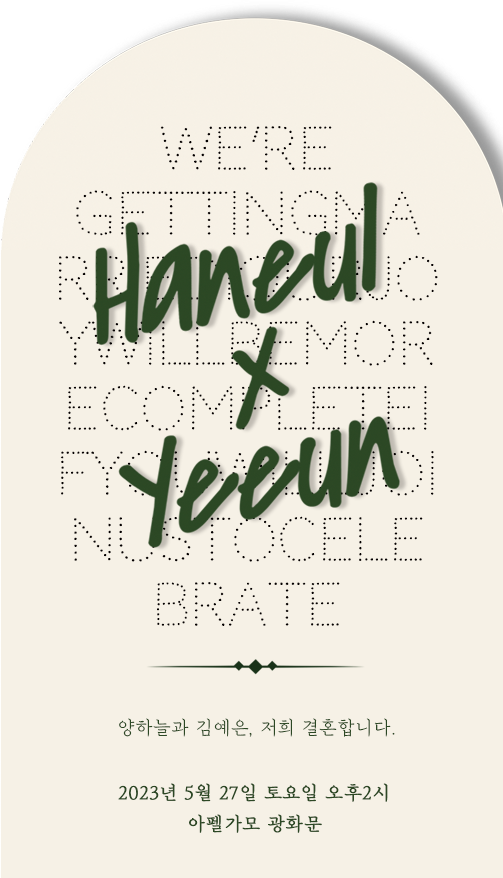 WE'RE
GETTINGMA
Haneul
YWILLBEMOR
x
ECOMPLETEI
Yeeun
NUSTOCELE
BRATE
양하늘과 김예은, 저희 결혼합니다.
2023년 5월 27일 토요일 오후2시
아펠가모 광화문